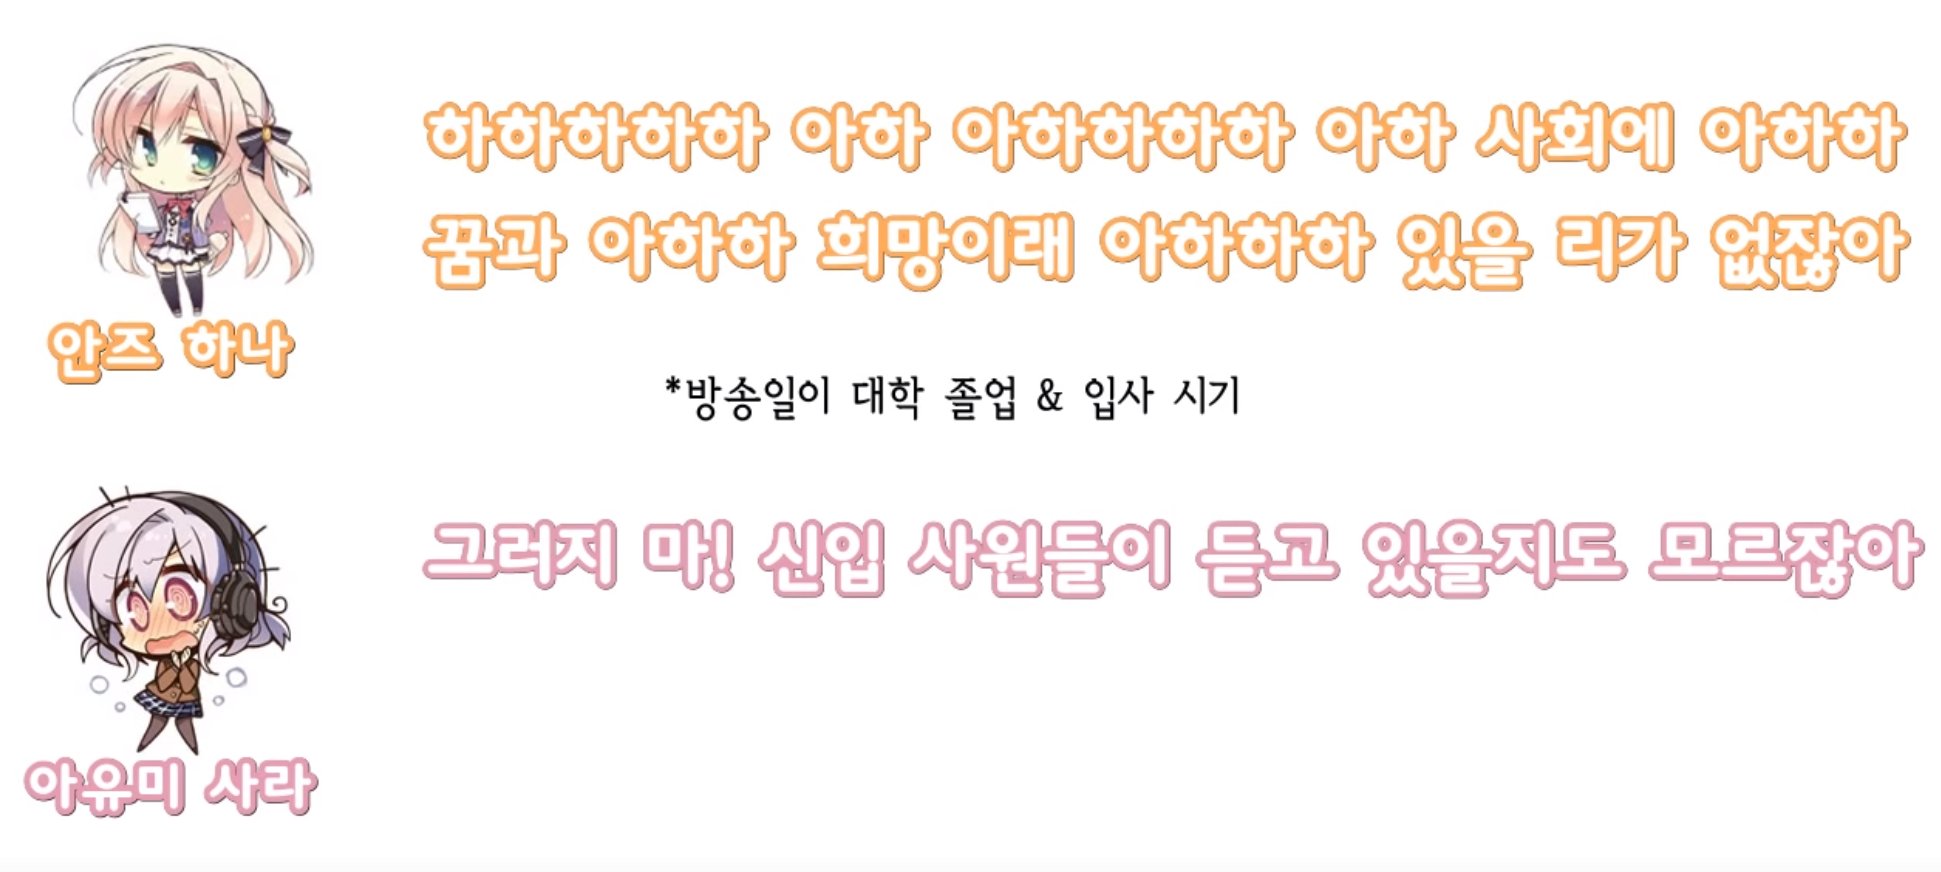 하하하하하 아하 아하하하하 아하 사회에 아하하
꿈과 아하하 희망이래 아하하하 있을 리가 없잖아
안즈 하나
*방송일이 대학 졸업 & 입사 시기
그러지 마! 신입 사원들이 듣고 있을지도 모르잖아
아유미 사라